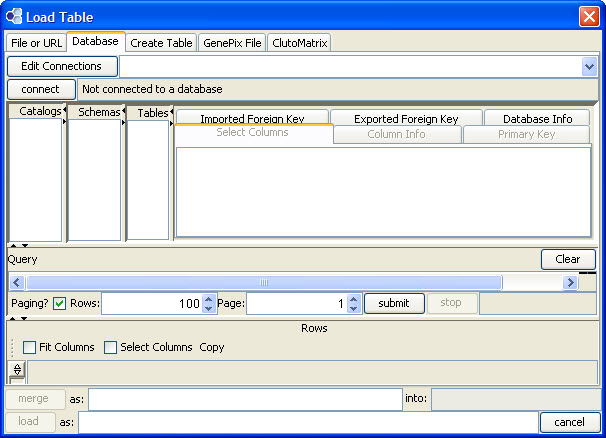 Load Table
File or URL Database Create Table GenePix File ClutoMatrix
Edit Connections
connect Not connected to a database
Catalogs Schemas Tables Imported Foreign Key Exported Foreign Key Database Info
Select Columns Column Info Primary Key
Query Clear
Paging? Rows: 100 Page: 1 submit stop
Rows
Fit Columns Select Columns Copy
merge as: into:
load as: cancel